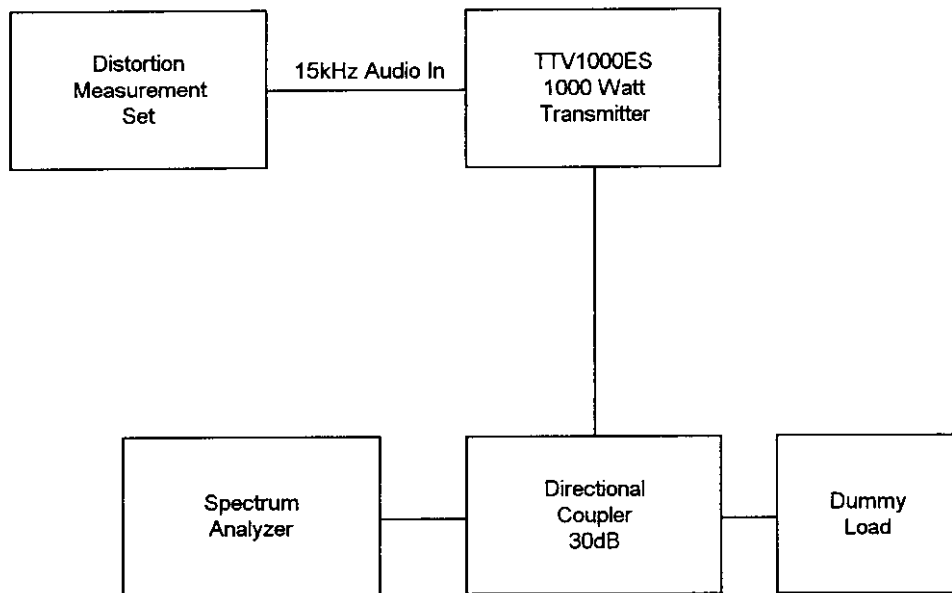 Distortion
Measurement
Set
15kHz Audio In
TTV1000ES
1000 Watt
Transmitter
Spectrum
Analyzer
Directional
Coupler
30dB
Dummy
Load